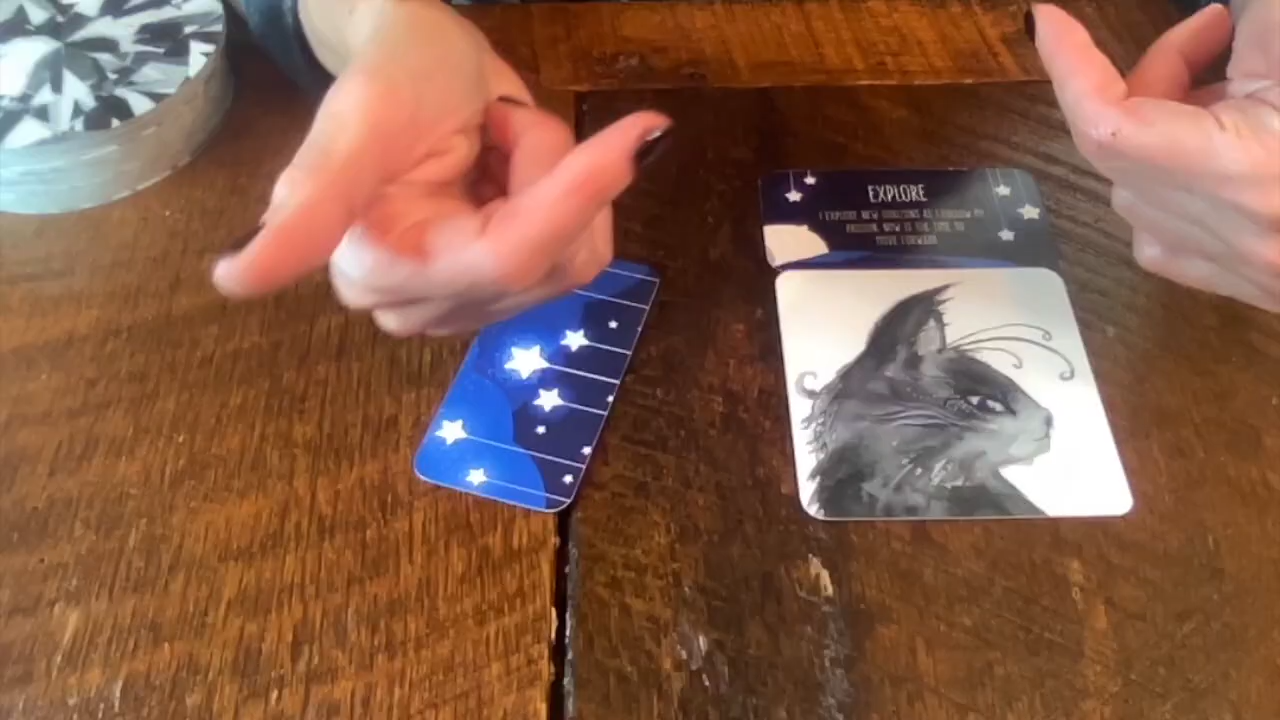 EXPLORE
I EXPLORE NEW HORIZONS AS I FOLLOW MY
PASSION. NOW IS THE TIME TO
MOVE FORWARD